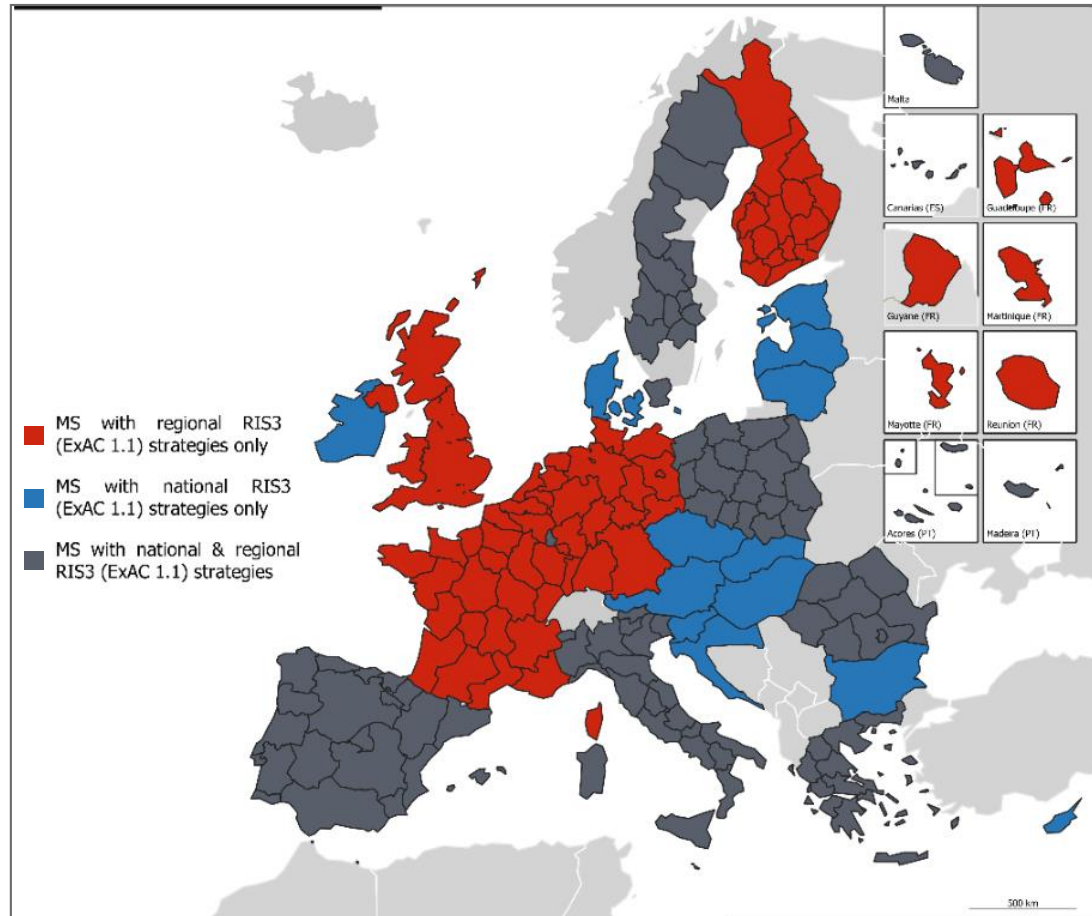 Malta
Canarias (ES)
Guadeloupe (FR)
Guyane (FR)
Martinique (FR)
MS with regional RIS3
(ExAC 1.1) strategies only
MS with national RIS3
(ExAC 1.1) strategies only
MS with national & regional
RIS3 (ExAC 1.1) strategies
Mayotte (FR)
Reunion (FR)
Acores (PT)
Madeira (PT)
500 km